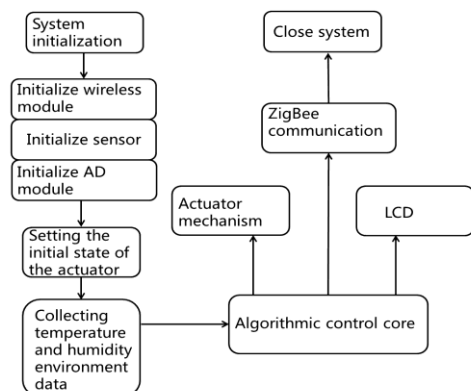 System
initialization
Initialize wireless
module
Initialize sensor
Initialize AD
module
Setting the
initial state of
the actuator
Collecting
temperature
and humidity
environment
data
Close system
ZigBee
communication
Actuator
mechanism
LCD
Algorithmic control core